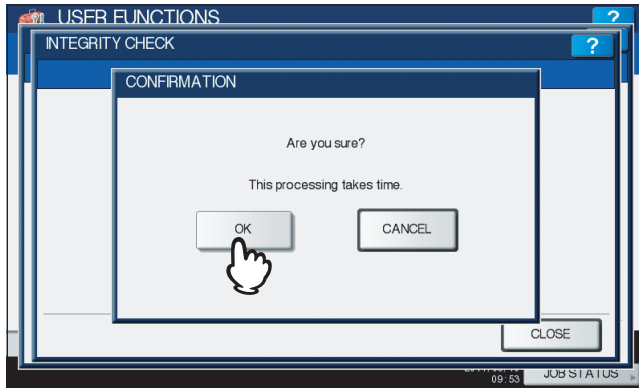 USER FUNCTIONS
?
INTEGRITY CHECK
?
CONFIRMATION
Are you sure?
This processing takes time.
OK
CANCEL
CLOSE
09:53
JOB STATUS